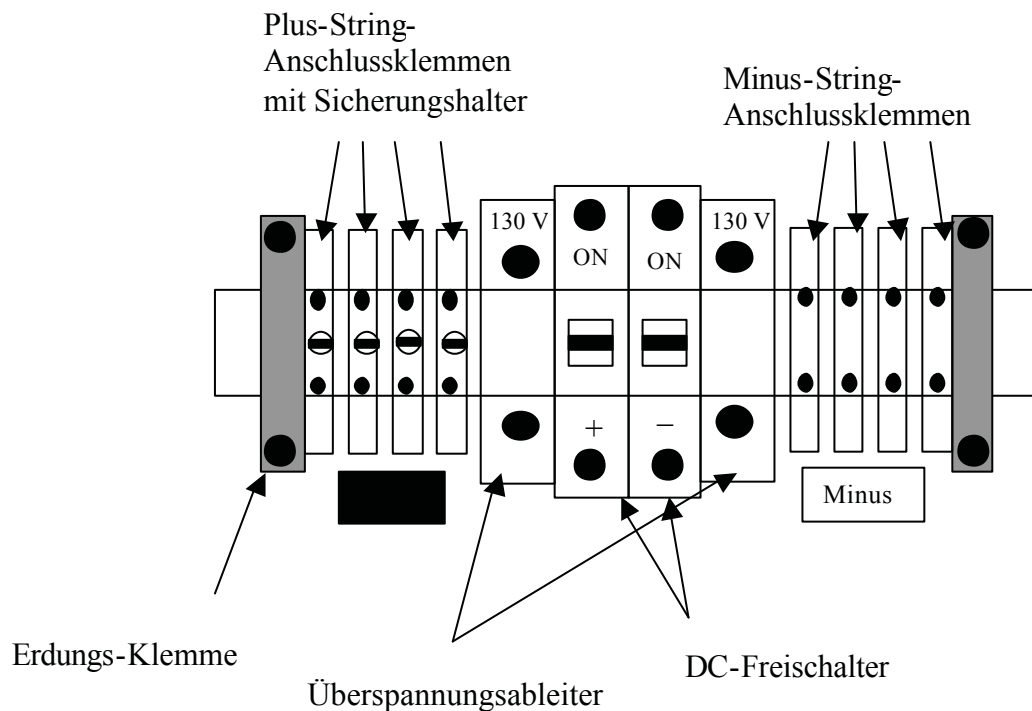 Plus-String-
Anschlussklemmen
mit Sicherungshalter
Minus-String-
Anschlussklemmen
130 V
ON
ON
130 V
+
−
Minus
Erdungs-Klemme
Überspannungsableiter
DC-Freischalter